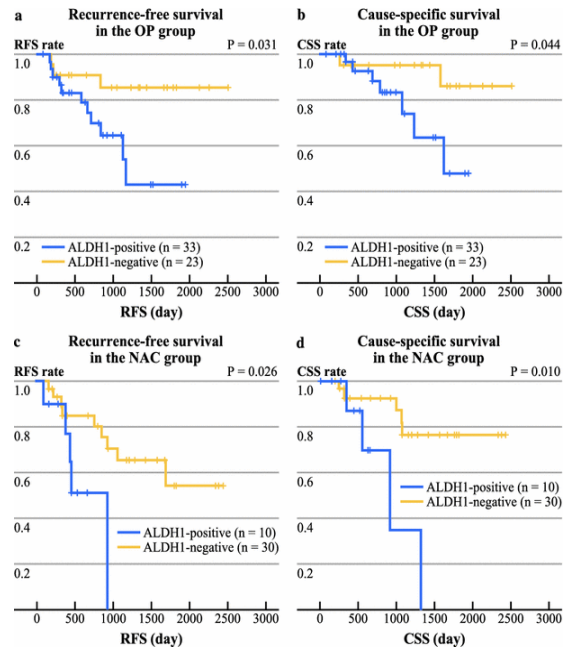 a
Recurrence-free survival
in the OP group
RFS rate
P = 0.031
1.0
0.8
0.6
0.4
0.2
ALDH1-positive (n = 33)
ALDH1-negative (n = 23)
0 500 1000 1500 2000 2500 3000
RFS (day)
b
Cause-specific survival
in the OP group
CSS rate
P = 0.044
1.0
0.8
0.6
0.4
0.2
ALDH1-positive (n = 33)
ALDH1-negative (n = 23)
0 500 1000 1500 2000 2500 3000
CSS (day)
c
Recurrence-free survival
in the NAC group
RFS rate
P = 0.026
1.0
0.8
0.6
0.4
0.2
ALDH1-positive (n = 10)
ALDH1-negative (n = 30)
0 500 1000 1500 2000 2500 3000
RFS (day)
d
Cause-specific survival
in the NAC group
CSS rate
P = 0.010
1.0
0.8
0.6
0.4
0.2
ALDH1-positive (n = 10)
ALDH1-negative (n = 30)
0 500 1000 1500 2000 2500 3000
CSS (day)